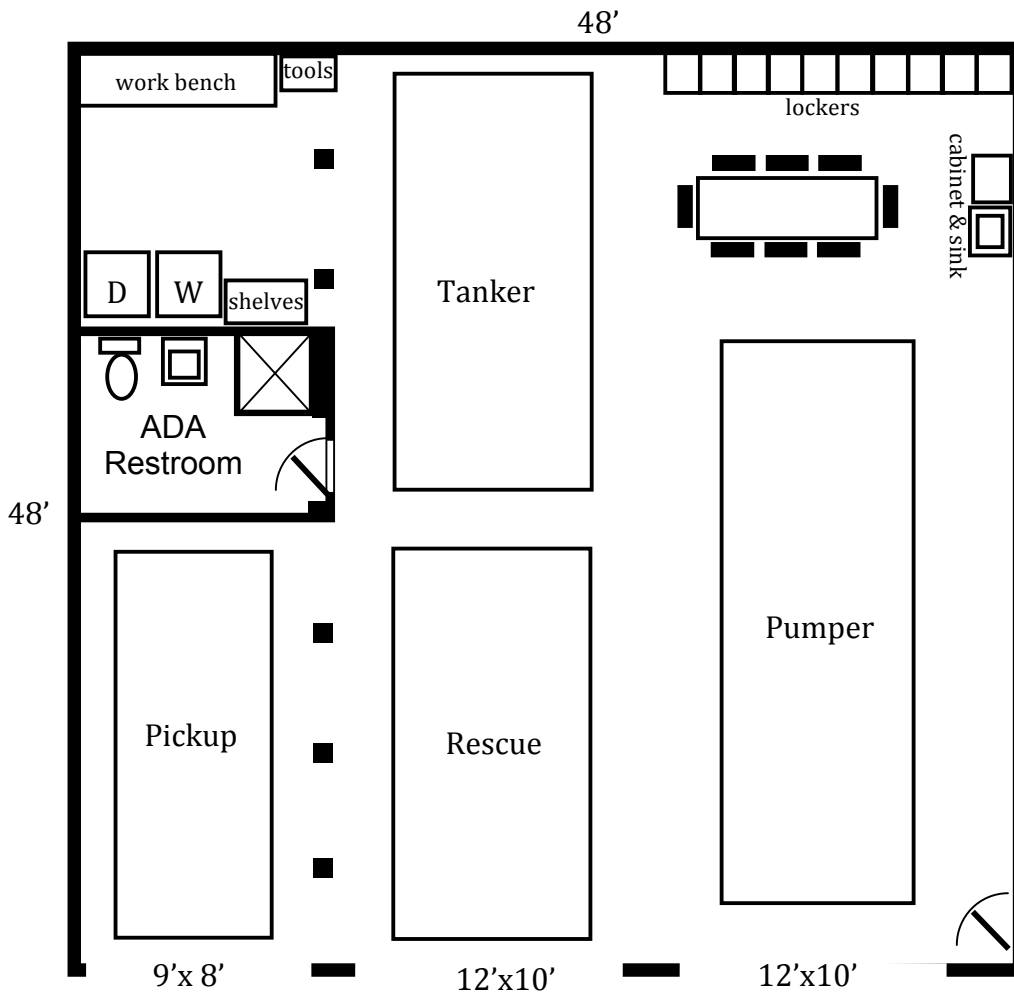 48’
work bench
tools
lockers
cabinet & sink
Tanker
D
W
shelves
ADA
Restroom
48’
Pumper
Pickup
Rescue
9’x 8’
12’x10’
12’x10’